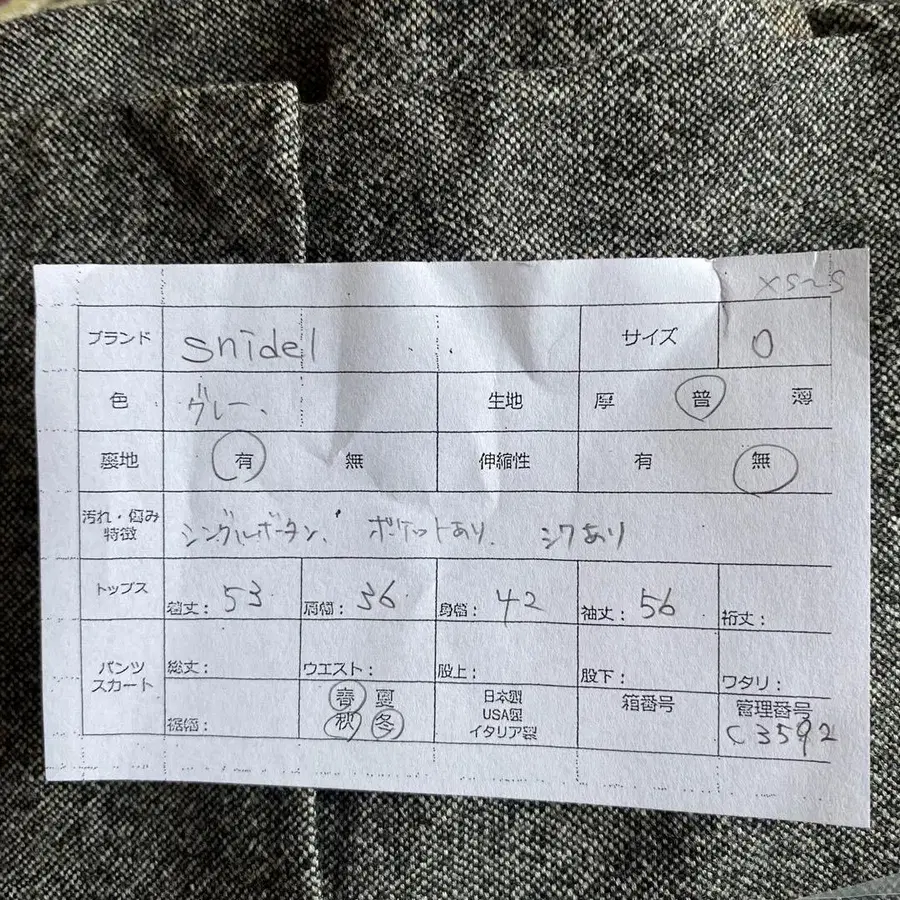 XS~S
ブランド snidel サイズ 0
色 グレー. 生地 厚 普 薄
裏地 有 無 伸縮性 有 無
汚れ・傷み
特徴 シングルボタン. ポケットあり. シワあり
トップス 着丈: 53 肩幅: 36 身幅: 42 袖丈: 56 裄丈:
パンツ
スカート 総丈: ウエスト: 股上: 股下: ワタリ:
裾幅: 春 夏 日本製 箱番号 管理番号
秋 冬 USA製 C3592
イタリア製